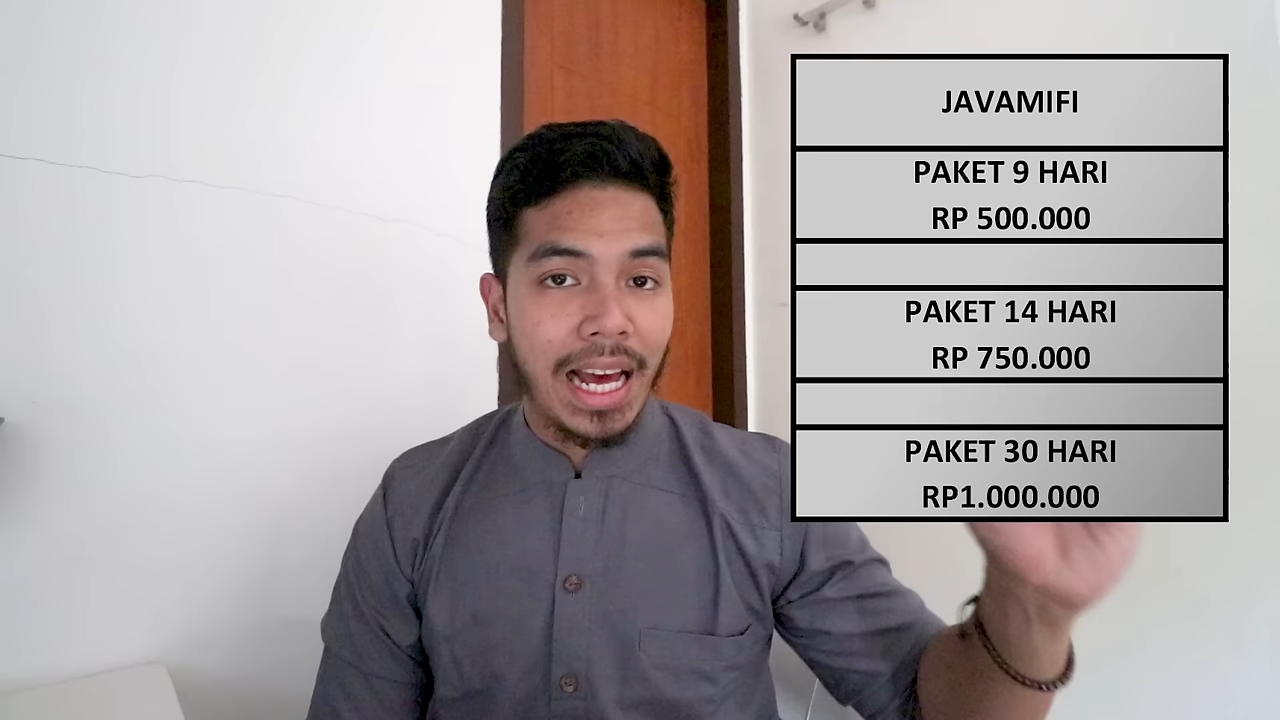 JAVAMIFI
PAKET 9 HARI
RP 500.000
PAKET 14 HARI
RP 750.000
PAKET 30 HARI
RP1.000.000